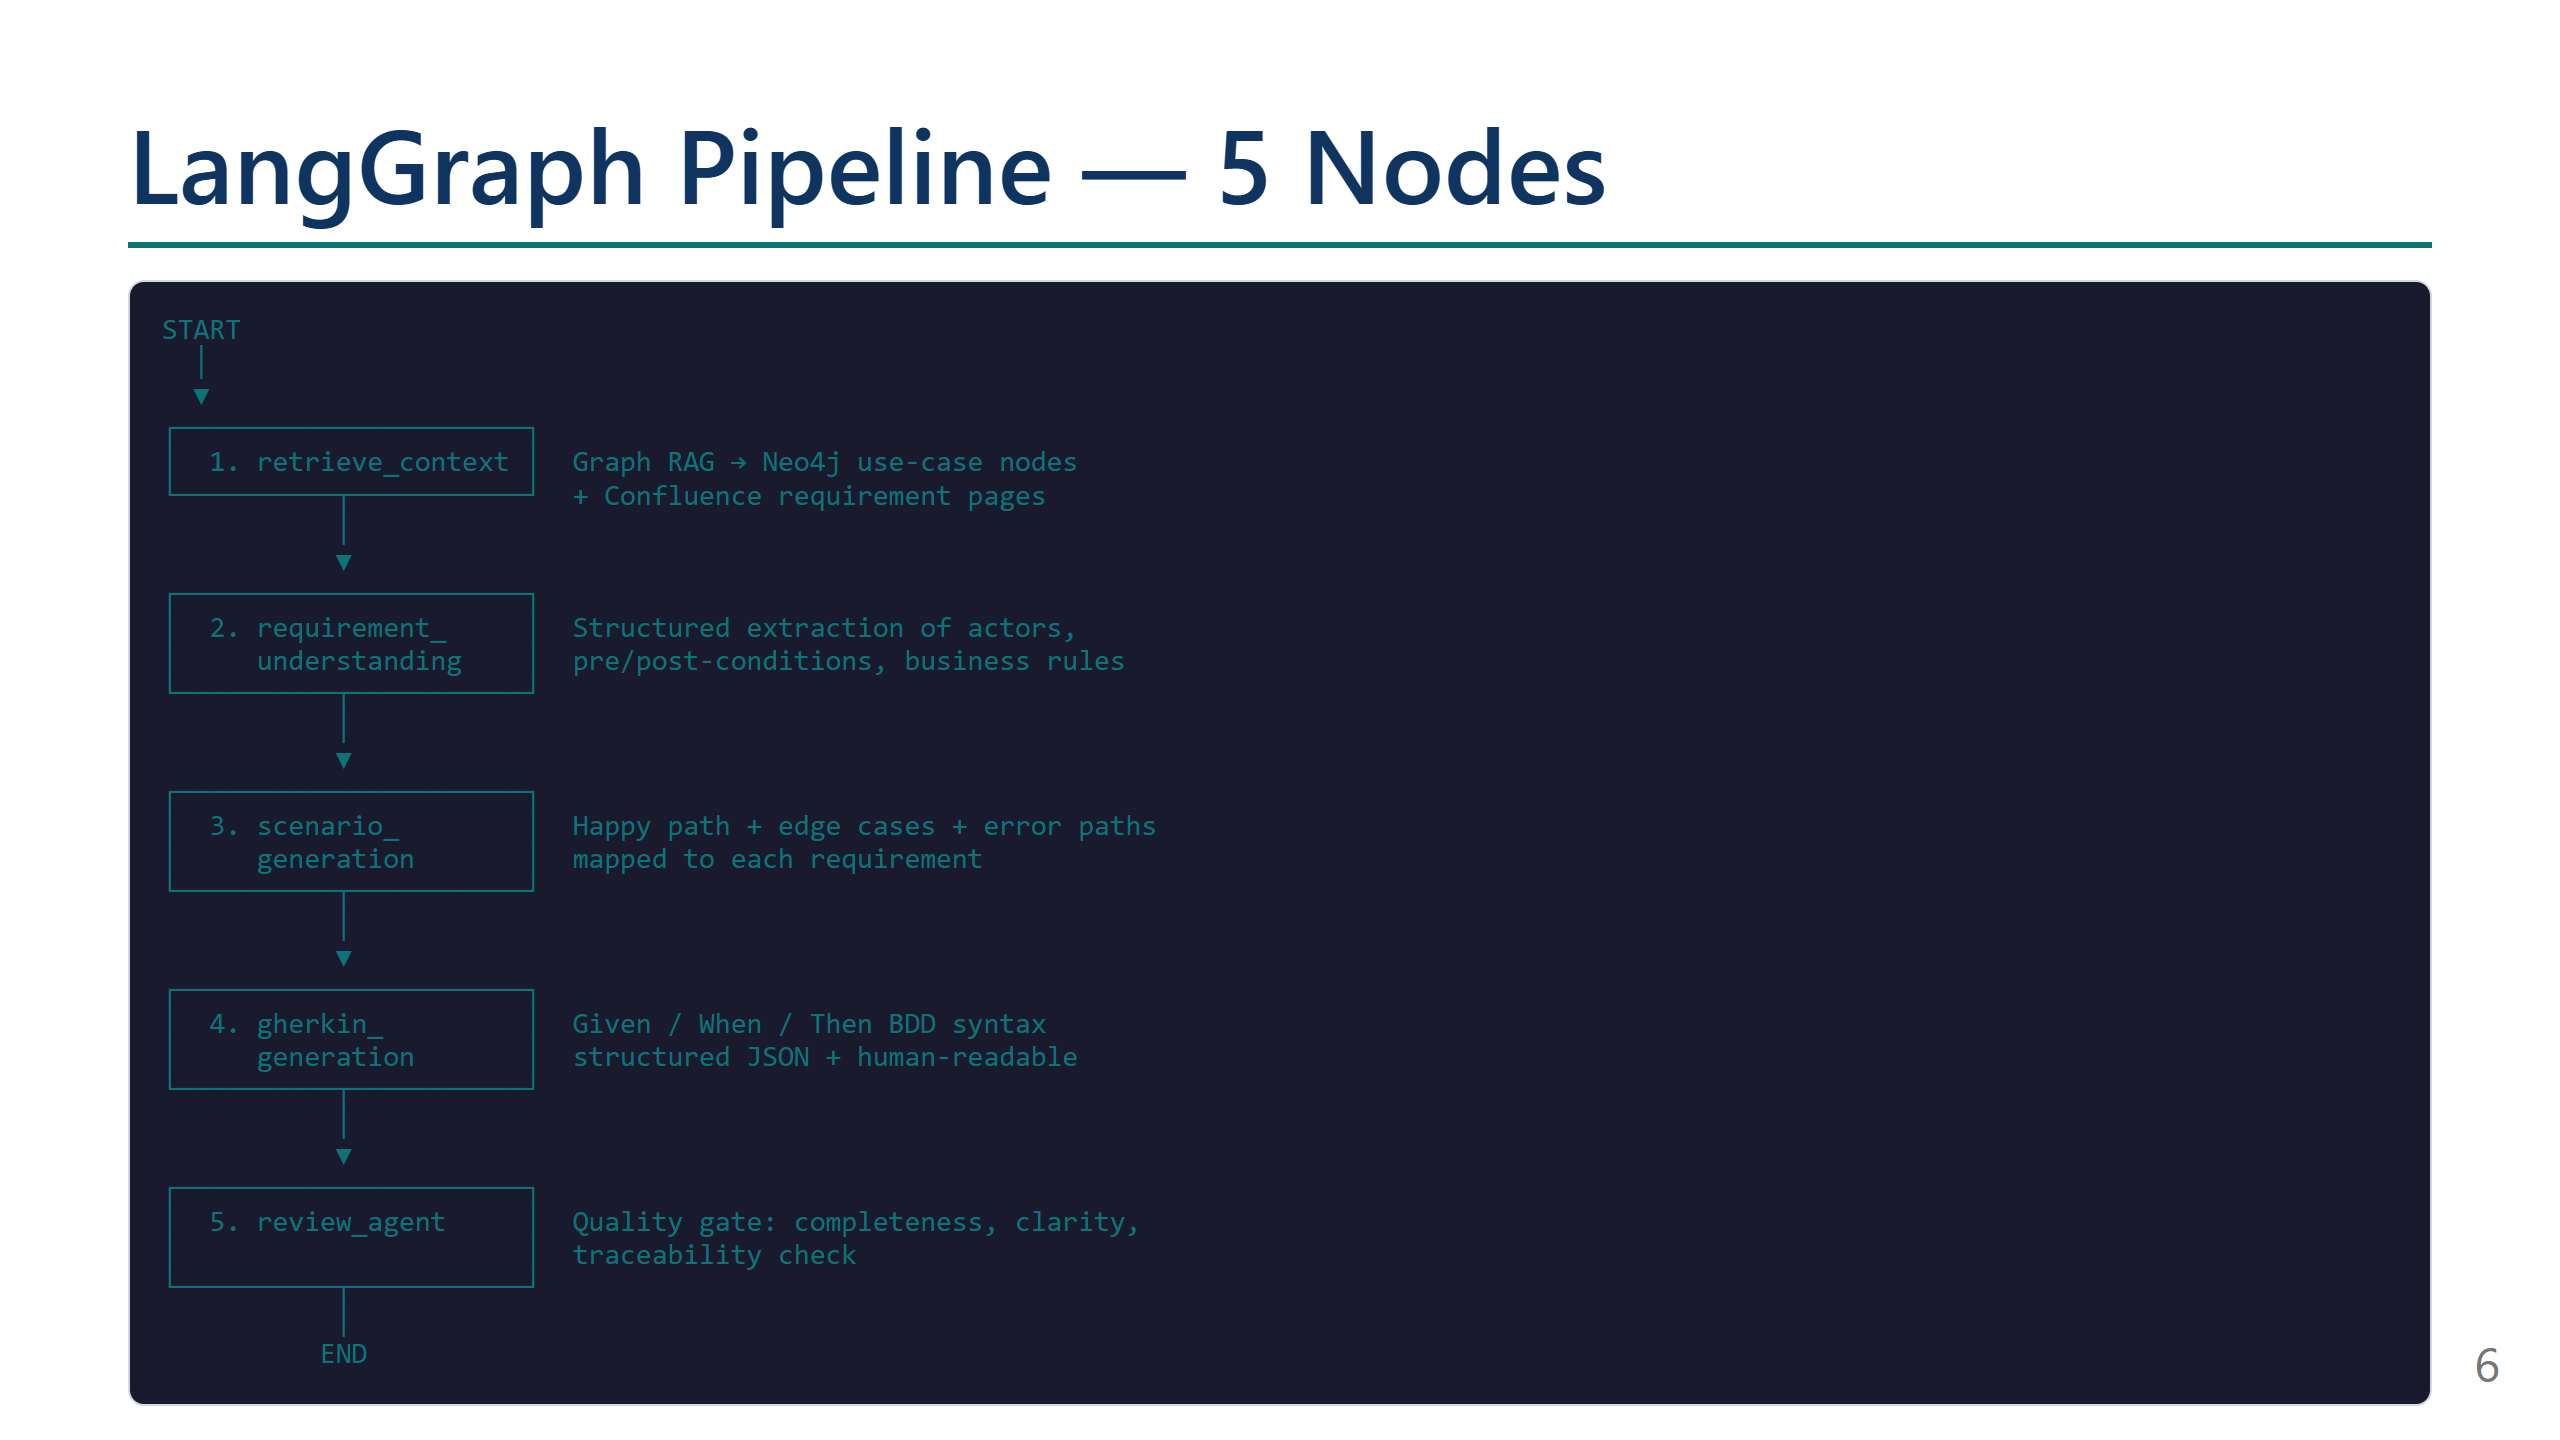 LangGraph Pipeline — 5 Nodes
START
1. retrieve_context
Graph RAG → Neo4j use-case nodes
+ Confluence requirement pages
2. requirement_
understanding
Structured extraction of actors,
pre/post-conditions, business rules
3. scenario_
generation
Happy path + edge cases + error paths
mapped to each requirement
4. gherkin_
generation
Given / When / Then BDD syntax
structured JSON + human-readable
5. review_agent
Quality gate: completeness, clarity,
traceability check
END
6